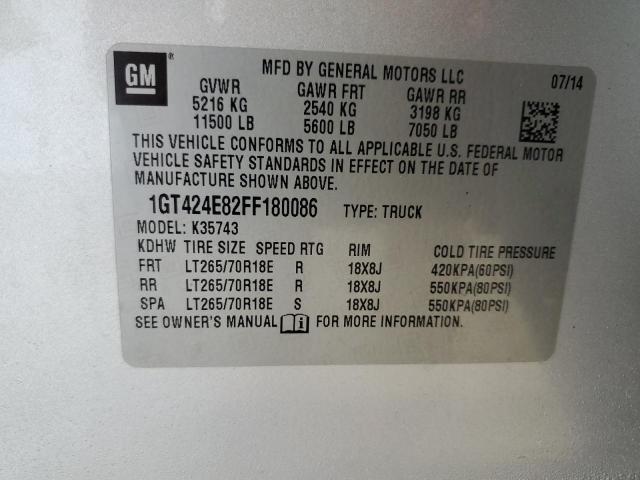 GM
MFD BY GENERAL MOTORS LLC 07/14
GVWR GAWR FRT GAWR RR
5216 KG 2540 KG 3198 KG
11500 LB 5600 LB 7050 LB
THIS VEHICLE CONFORMS TO ALL APPLICABLE U.S. FEDERAL MOTOR
VEHICLE SAFETY STANDARDS IN EFFECT ON THE DATE OF
MANUFACTURE SHOWN ABOVE.
1GT424E82FF180086 TYPE: TRUCK
MODEL: K35743
KDHW TIRE SIZE SPEED RTG RIM COLD TIRE PRESSURE
FRT LT265/70R18E R 18X8J 420KPA(60PSI)
RR LT265/70R18E R 18X8J 550KPA(80PSI)
SPA LT265/70R18E S 18X8J 550KPA(80PSI)
SEE OWNER'S MANUAL i FOR MORE INFORMATION.